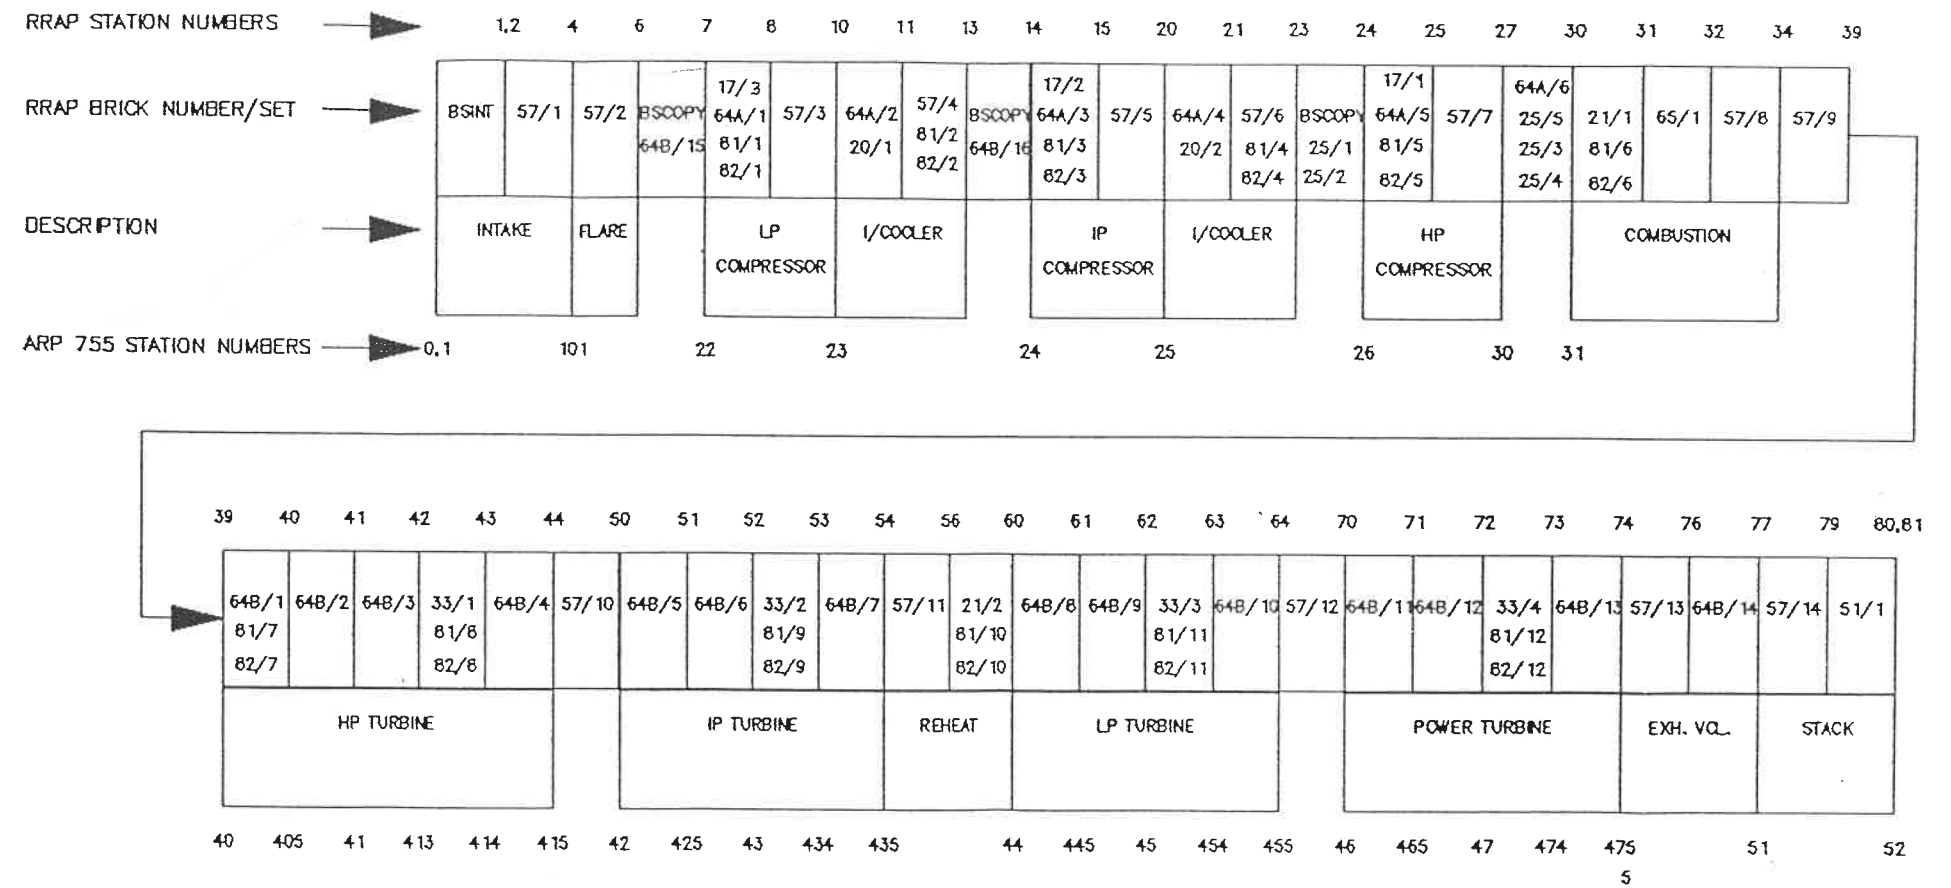 RRAP STATION NUMBERS 1,2 4 6 7 8 10 11 13 14 15 20 21 23 24 25 27 30 31 32 34 39
17/3 17/2 17/1 64A/6
RRAP BRICK NUMBER/SET BSINT 57/1 57/2 BSCOPY 64A/1 57/3 64A/2 57/4 BSCOPY 64A/3 57/5 64A/4 57/6 BSCOPY 64A/5 57/7 25/5 21/1 65/1 57/8 57/9
64B/15 81/1 20/1 81/2 64B/16 81/3 20/2 81/4 25/1 81/5 25/3 81/6
82/1 82/2 82/3 82/4 25/2 82/5 25/4 82/6
DESCRIPTION INTAKE FLARE LP I/COOLER IP I/COOLER HP COMBUSTION
COMPRESSOR COMPRESSOR COMPRESSOR
ARP 755 STATION NUMBERS 0,1 101 22 23 24 25 26 30 31
39 40 41 42 43 44 50 51 52 53 54 56 60 61 62 63 64 70 71 72 73 74 76 77 79 80,81
64B/1 64B/2 64B/3 33/1 64B/4 57/10 64B/5 64B/6 33/2 64B/7 57/11 21/2 64B/8 64B/9 33/3 64B/10 57/12 64B/11 64B/12 33/4 64B/13 57/13 64B/14 57/14 51/1
81/7 81/8 81/9 81/10 81/11 81/12
82/7 82/8 82/9 82/10 82/11 82/12
HP TURBINE IP TURBINE REHEAT LP TURBINE POWER TURBINE EXH. VOL. STACK
40 405 41 413 414 415 42 425 43 434 435 44 445 45 454 455 46 465 47 474 475 51 52
5